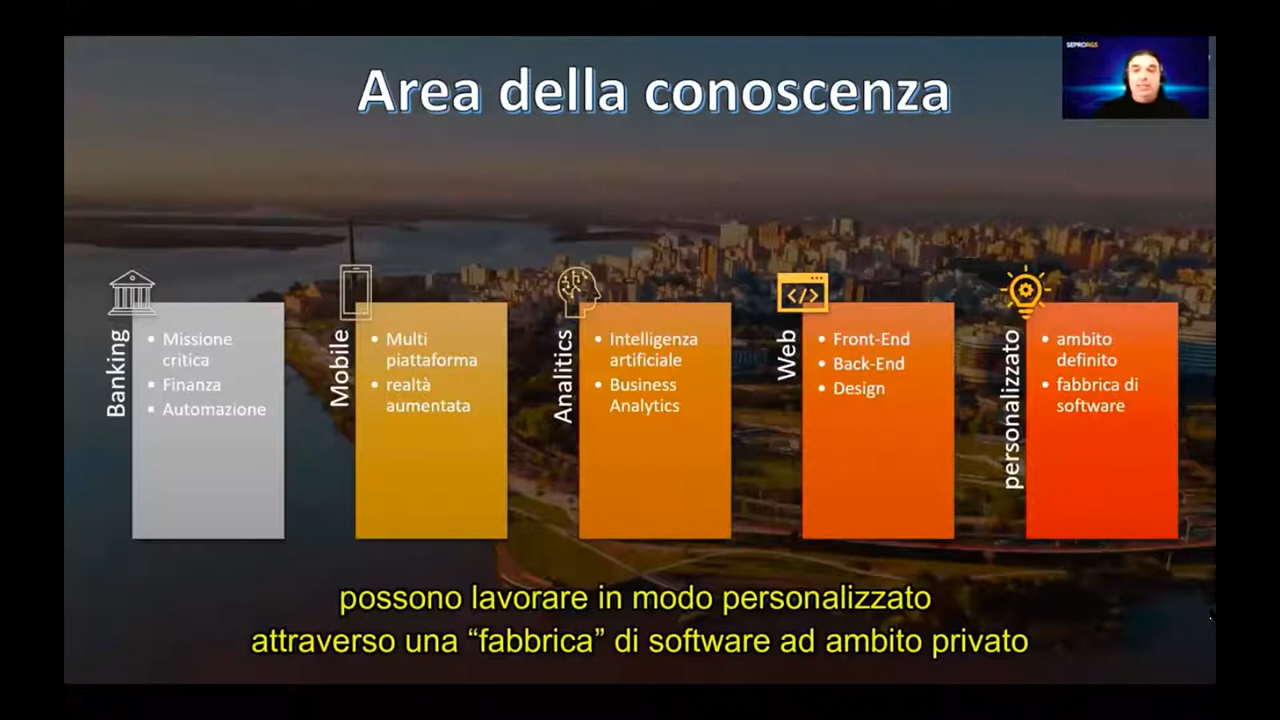 Area della conoscenza
SEPRORGS
Banking
• Missione
critica
• Finanza
• Automazione
Mobile
• Multi
piattaforma
• realtà
aumentata
Analitics
• Intelligenza
artificiale
• Business
Analytics
</>
Web
• Front-End
• Back-End
• Design
personalizzato
• ambito
definito
• fabbrica di
software
possono lavorare in modo personalizzato
attraverso una “fabbrica” di software ad ambito privato